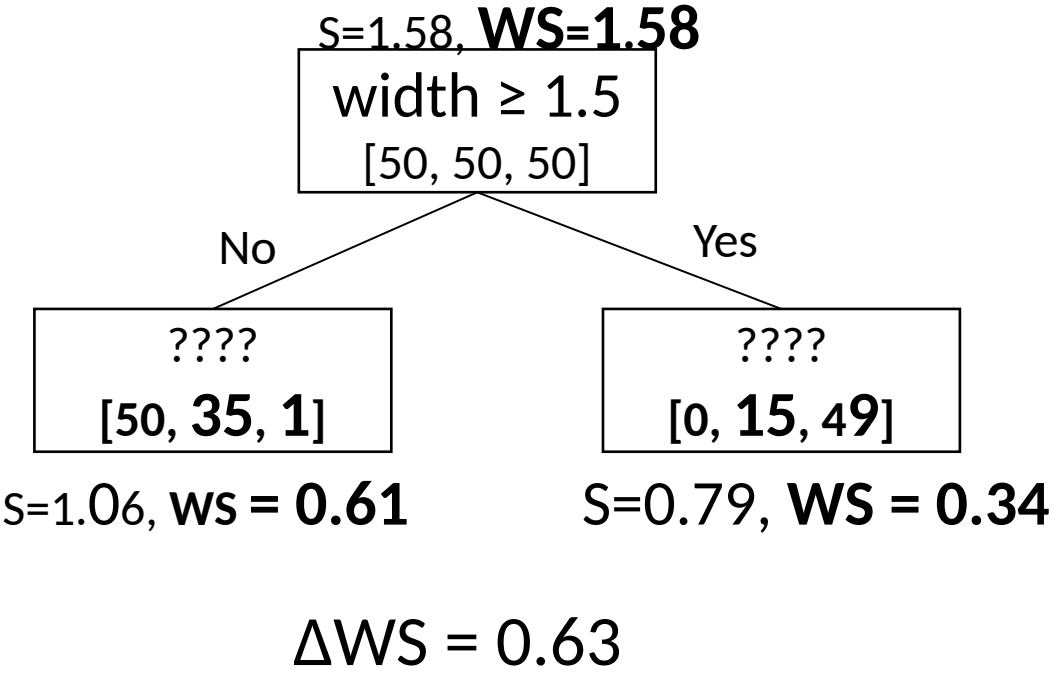 S=1.58, WS=1.58
width ≥ 1.5
[50, 50, 50]
No
Yes
????
[50, 35, 1]
????
[0, 15, 49]
S=1.06, WS = 0.61
S=0.79, WS = 0.34
ΔWS = 0.63